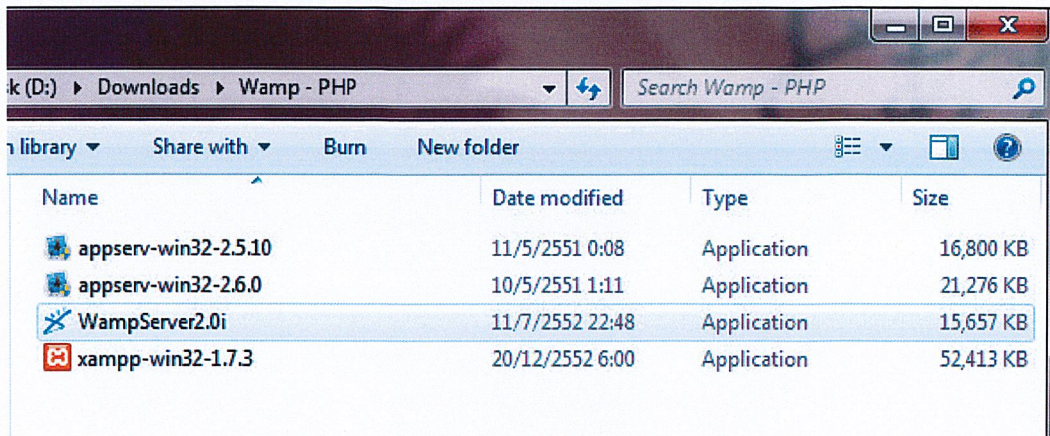 sk (D:) ▸ Downloads ▸ Wamp - PHP Search Wamp - PHP
n library Share with Burn New folder
Name Date modified Type Size
appserv-win32-2.5.10 11/5/2551 0:08 Application 16,800 KB
appserv-win32-2.6.0 10/5/2551 1:11 Application 21,276 KB
WampServer2.0i 11/7/2552 22:48 Application 15,657 KB
xampp-win32-1.7.3 20/12/2552 6:00 Application 52,413 KB